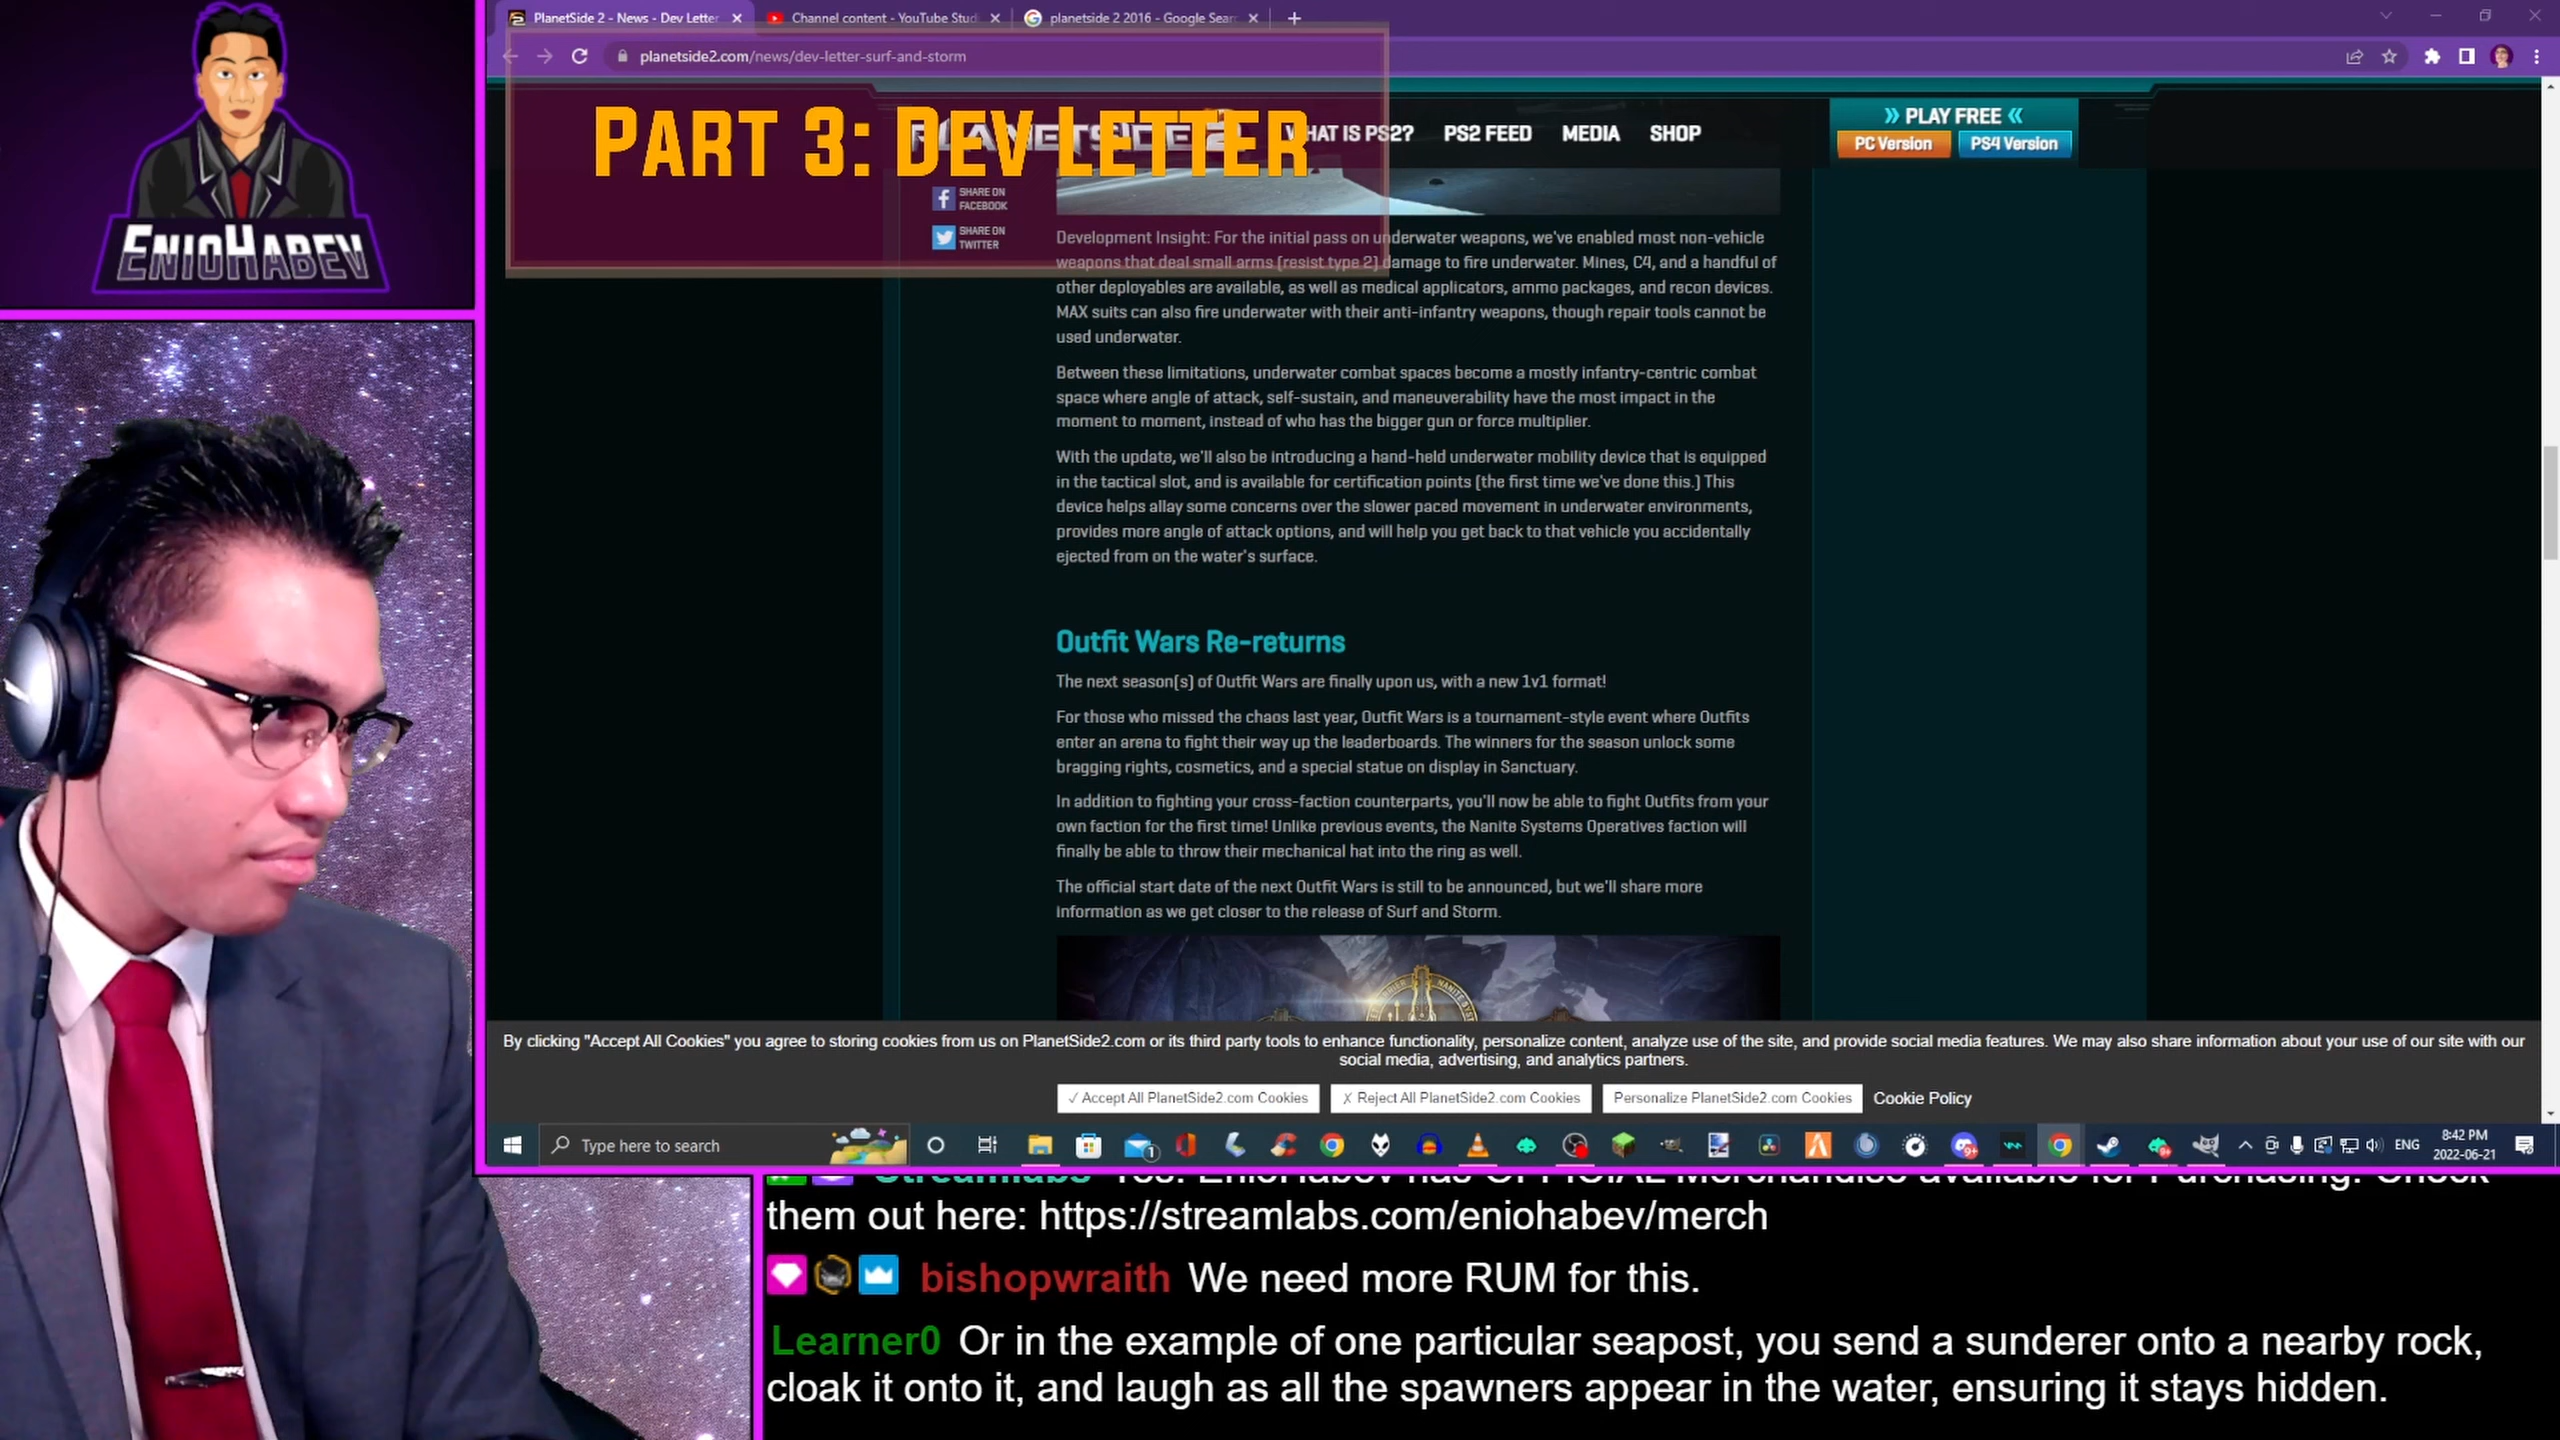 PlanetSide 2 - News - Dev Letter
Channel content - YouTube Stud
planetside 2 2016 - Google Sear
planetside2.com/news/dev-letter-surf-and-storm
PART 3: DEV LETTER
WHAT IS PS2?
PS2 FEED
MEDIA
SHOP
PLAY FREE
PC Version
PS4 Version
ENIOHABEV
SHARE ON
FACEBOOK
SHARE ON
TWITTER
Development Insight: For the initial pass on underwater weapons, we've enabled most non-vehicle
weapons that deal small arms (resist type 2) damage to fire underwater. Mines, C4, and a handful of
other deployables are available, as well as medical applicators, ammo packages, and recon devices.
MAX suits can also fire underwater with their anti-infantry weapons, though repair tools cannot be
used underwater.
Between these limitations, underwater combat spaces become a mostly infantry-centric combat
space where angle of attack, self-sustain, and maneuverability have the most impact in the
moment to moment, instead of who has the bigger gun or force multiplier.
With the update, we'll also be introducing a hand-held underwater mobility device that is equipped
in the tactical slot, and is available for certification points (the first time we've done this.) This
device helps allay some concerns over the slower paced movement in underwater environments,
provides more angle of attack options, and will help you get back to that vehicle you accidentally
ejected from on the water's surface.
Outfit Wars Re-returns
The next season(s) of Outfit Wars are finally upon us, with a new 1v1 format!
For those who missed the chaos last year, Outfit Wars is a tournament-style event where Outfits
enter an arena to fight their way up the leaderboards. The winners for the season unlock some
bragging rights, cosmetics, and a special statue on display in Sanctuary.
In addition to fighting your cross-faction counterparts, you'll now be able to fight Outfits from your
own faction for the first time! Unlike previous events, the Nanite Systems Operatives faction will
finally be able to throw their mechanical hat into the ring as well.
The official start date of the next Outfit Wars is still to be announced, but we'll share more
information as we get closer to the release of Surf and Storm.
By clicking "Accept All Cookies" you agree to storing cookies from us on PlanetSide2.com or its third party tools to enhance functionality, personalize content, analyze use of the site, and provide social media features. We may also share information about your use of our site with our
social media, advertising, and analytics partners.
✓ Accept All PlanetSide2.com Cookies
✗ Reject All PlanetSide2.com Cookies
Personalize PlanetSide2.com Cookies
Cookie Policy
Type here to search
ENG
8:42 PM
2022-06-21
Streamlabs Yes! EnioHabev has OFFICIAL Merchandise available for Purchasing! Check
them out here: https://streamlabs.com/eniohabev/merch
bishopwraith We need more RUM for this.
Learner0 Or in the example of one particular seapost, you send a sunderer onto a nearby rock,
cloak it onto it, and laugh as all the spawners appear in the water, ensuring it stays hidden.